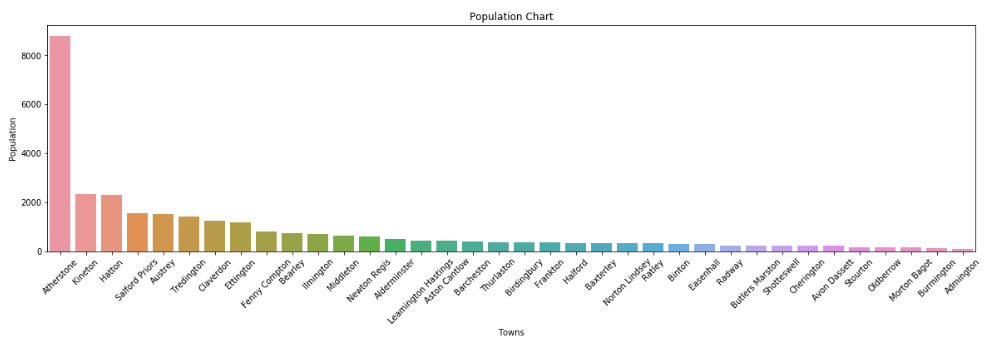 Population Chart
8000
6000
4000
2000
0
Population
Atherstone
Kineton
Hatton
Salford Priors
Austrey
Tredington
Claverdon
Ettington
Fenny Compton
Bearley
Ilmington
Middleton
Newton Regis
Alderminster
Leamington Hastings
Aston Cantlow
Barcheston
Thurlaston
Birdingbury
Frankton
Halford
Baxterley
Norton Lindsey
Ratley
Binton
Easenhall
Radway
Butlers Marston
Shotteswell
Cherington
Avon Dassett
Stourton
Oldberrow
Morton Bagot
Burmington
Admington
Towns